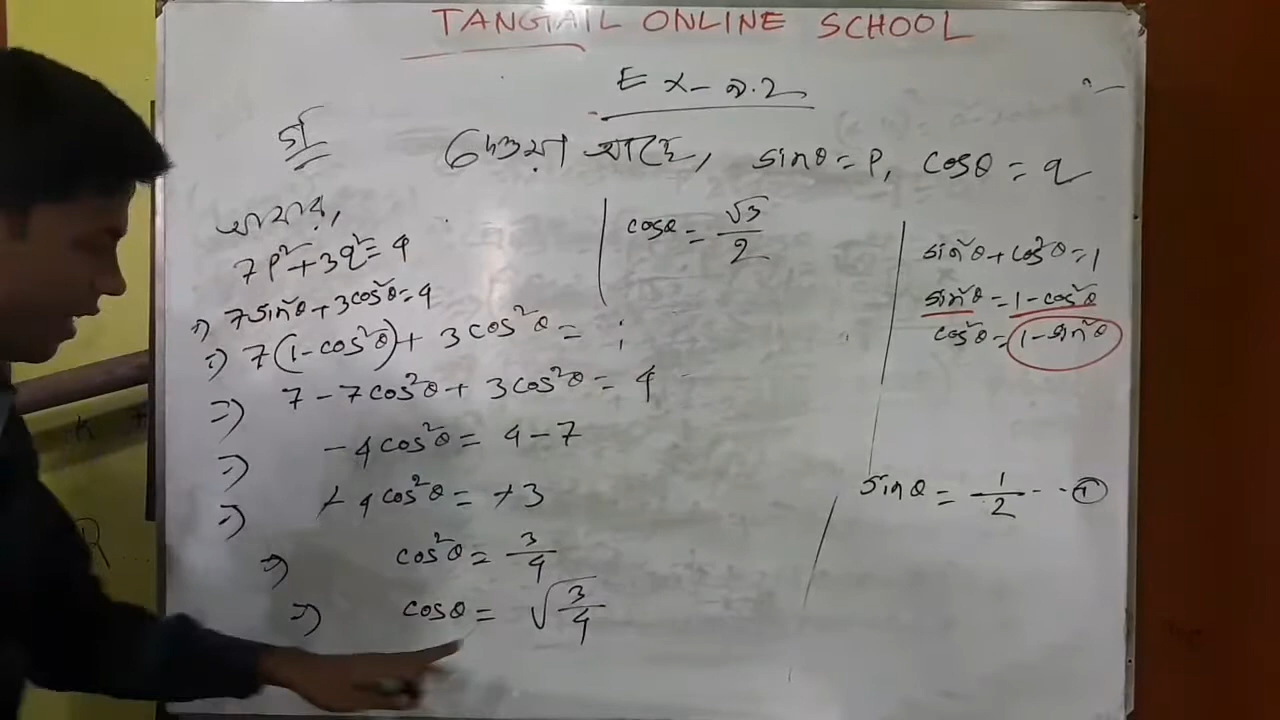 TANGAIL ONLINE SCHOOL
Ex-৯.২
গ
দেওয়া আছে, sinθ = P, cosθ = q
আবার,
7P²+3q²=4
⇒ 7sin²θ+3cos²θ=4
⇒ 7(1-cos²θ)+ 3cos²θ = ;
⇒ 7-7cos²θ+ 3cos²θ = 4
⇒ -4cos²θ = 4-7
⇒ +4cos²θ = +3
⇒ cos²θ = 3/4
⇒ cosθ = √3/4
cosθ = √3/2
sin²θ+cos²θ=1
sin²θ = 1-cos²θ
cos²θ = 1-sin²θ
sinθ = 1/2 - - ①